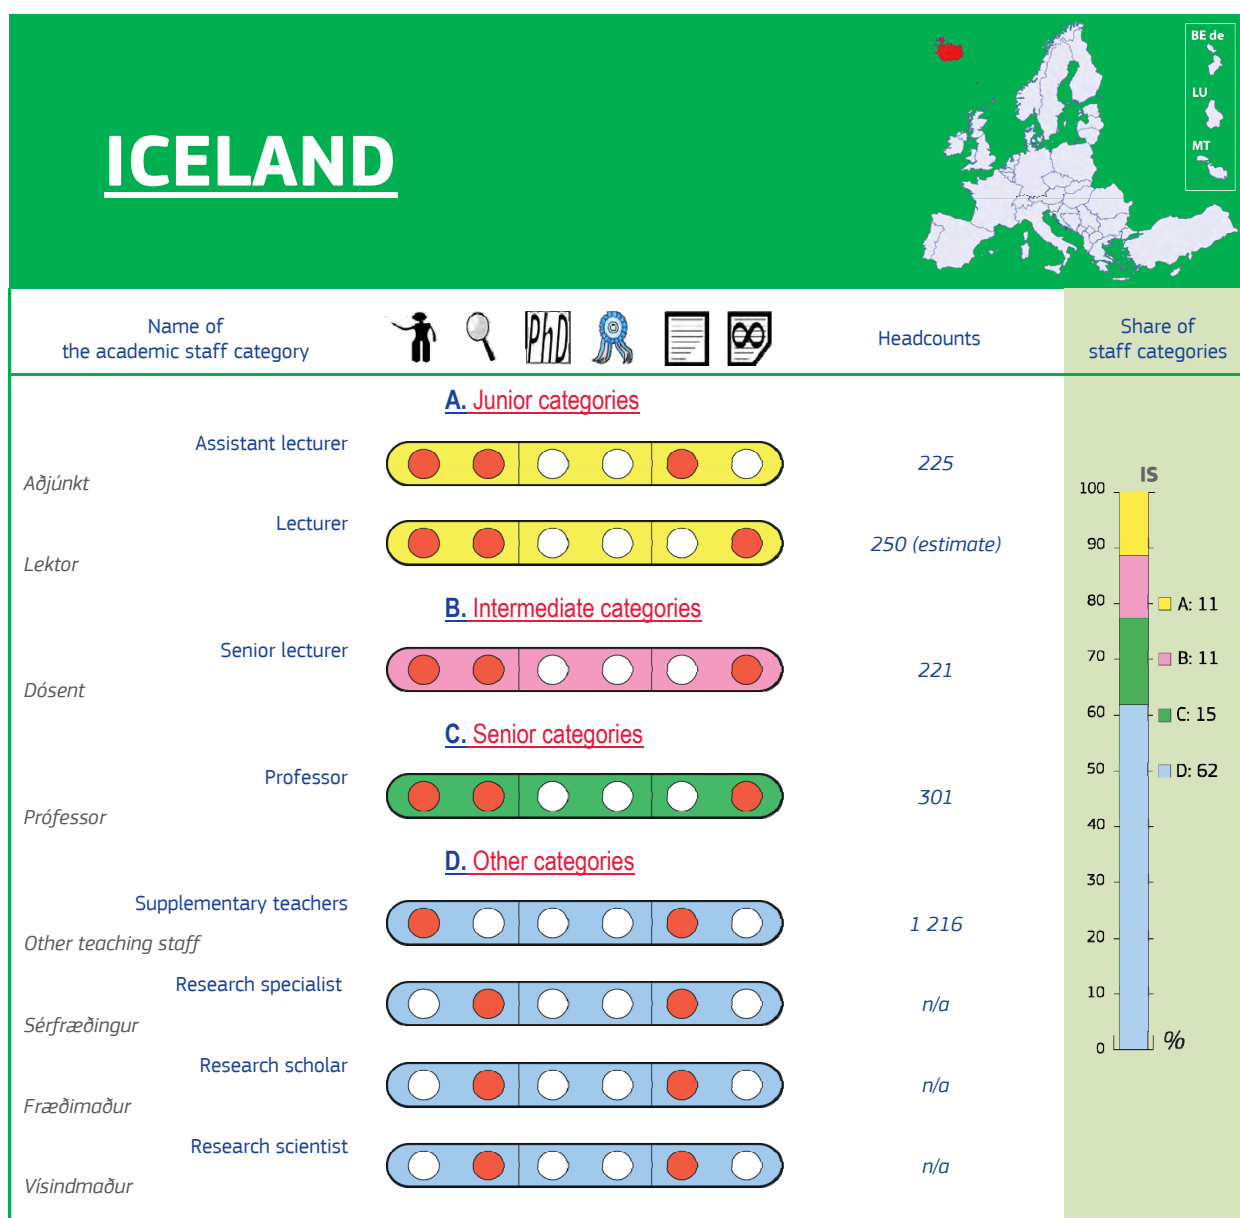 ICELAND
BE de
LU
MT
Name of
the academic staff category
PhD
Headcounts
Share of
staff categories
A. Junior categories
Assistant lecturer
Aðjúnkt
225
Lecturer
Lektor
250 (estimate)
B. Intermediate categories
Senior lecturer
Dósent
221
C. Senior categories
Professor
Prófessor
301
D. Other categories
Supplementary teachers
Other teaching staff
1 216
Research specialist
Sérfræðingur
n/a
Research scholar
Fræðimaður
n/a
Research scientist
Vísindmaður
n/a
IS
100
90
80
70
60
50
40
30
20
10
0
%
A: 11
B: 11
C: 15
D: 62